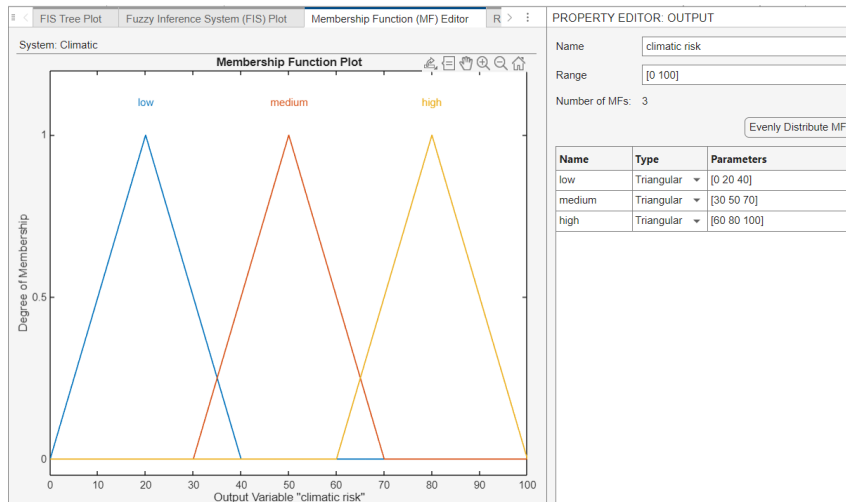 FIS Tree Plot Fuzzy Inference System (FIS) Plot Membership Function (MF) Editor R
System: Climatic
Membership Function Plot
low medium high
1
0.5
0
Degree of Membership
0 10 20 30 40 50 60 70 80 90 100
Output Variable "climatic risk"
PROPERTY EDITOR: OUTPUT
Name climatic risk
Range [0 100]
Number of MFs: 3
Evenly Distribute MF
Name Type Parameters
low Triangular [0 20 40]
medium Triangular [30 50 70]
high Triangular [60 80 100]